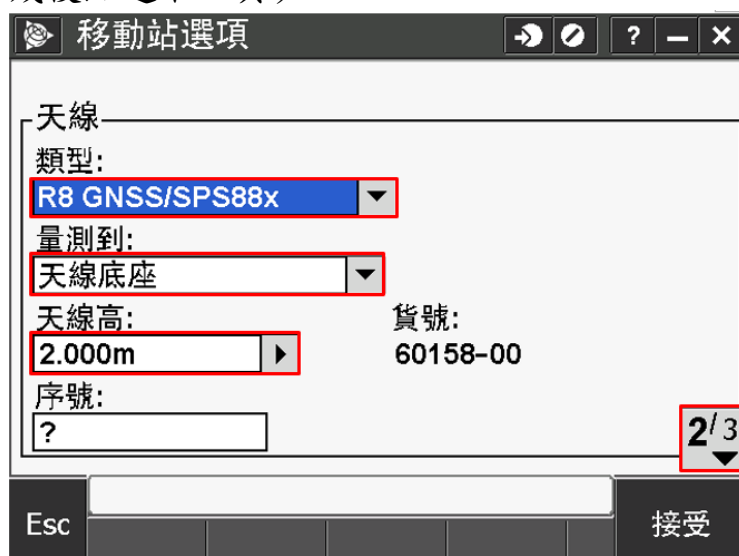 移動站選項
?
天線
類型:
R8 GNSS/SPS88x
量測到:
天線底座
天線高:
貨號:
2.000m
60158-00
序號:
?
2/3
Esc
接受